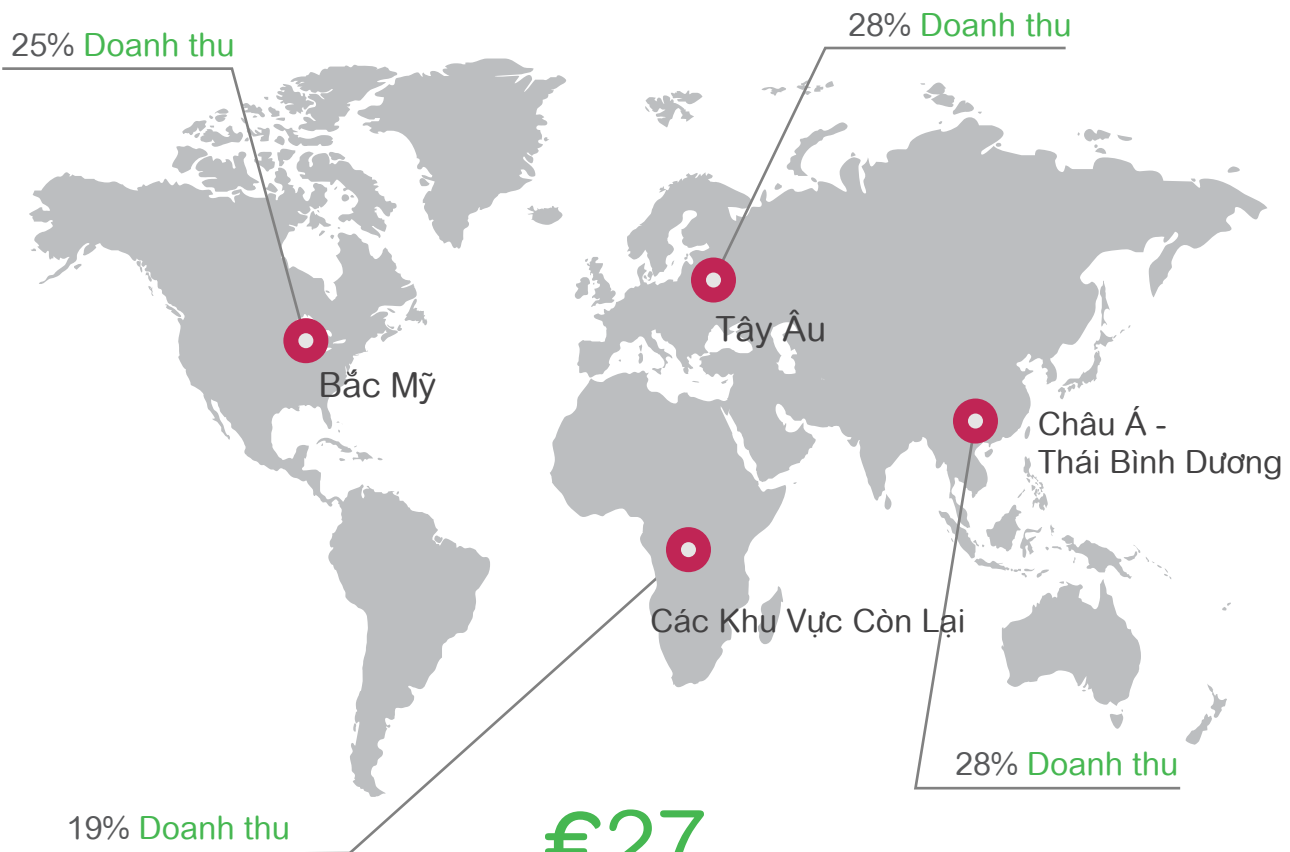 28% Doanh thu
25% Doanh thu
Tây Âu
Bắc Mỹ
Châu Á -
Thái Bình Dương
Các Khu Vực Còn Lại
28% Doanh thu
19% Doanh thu
€27